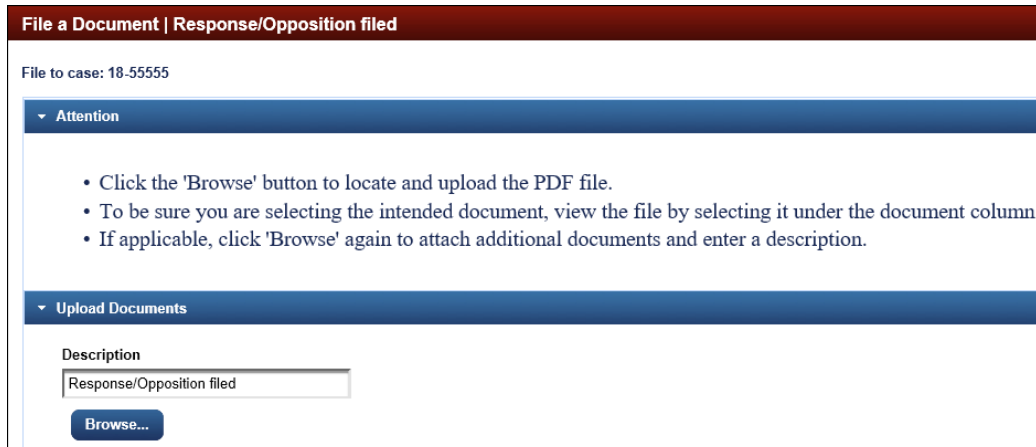 File a Document | Response/Opposition filed
File to case: 18-55555
Attention
• Click the 'Browse' button to locate and upload the PDF file.
• To be sure you are selecting the intended document, view the file by selecting it under the document column
• If applicable, click 'Browse' again to attach additional documents and enter a description.
Upload Documents
Description
Response/Opposition filed
Browse...